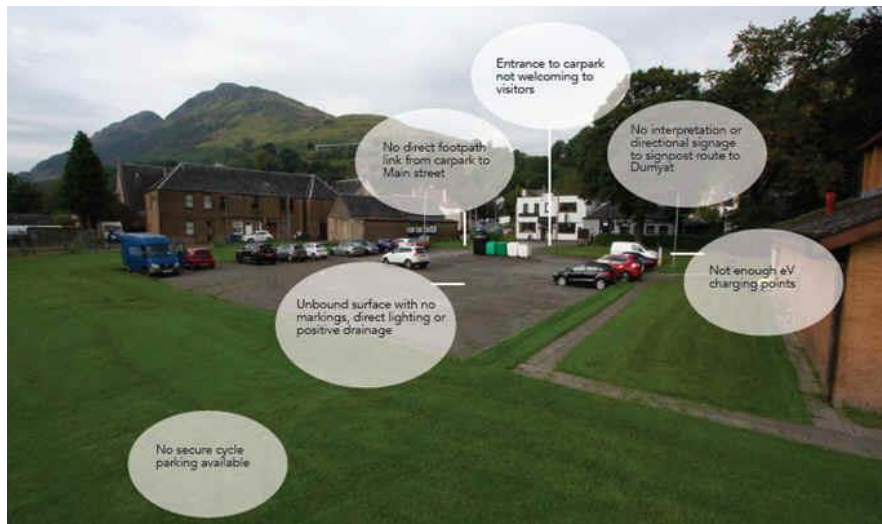 Entrance to carpark
not welcoming to
visitors
No direct footpath
link from carpark to
Main street
No interpretation or
directional signage
to signpost route to
Dumyat
Not enough eV
charging points
Unbound surface with no
markings, direct lighting or
positive drainage
No secure cycle
parking available